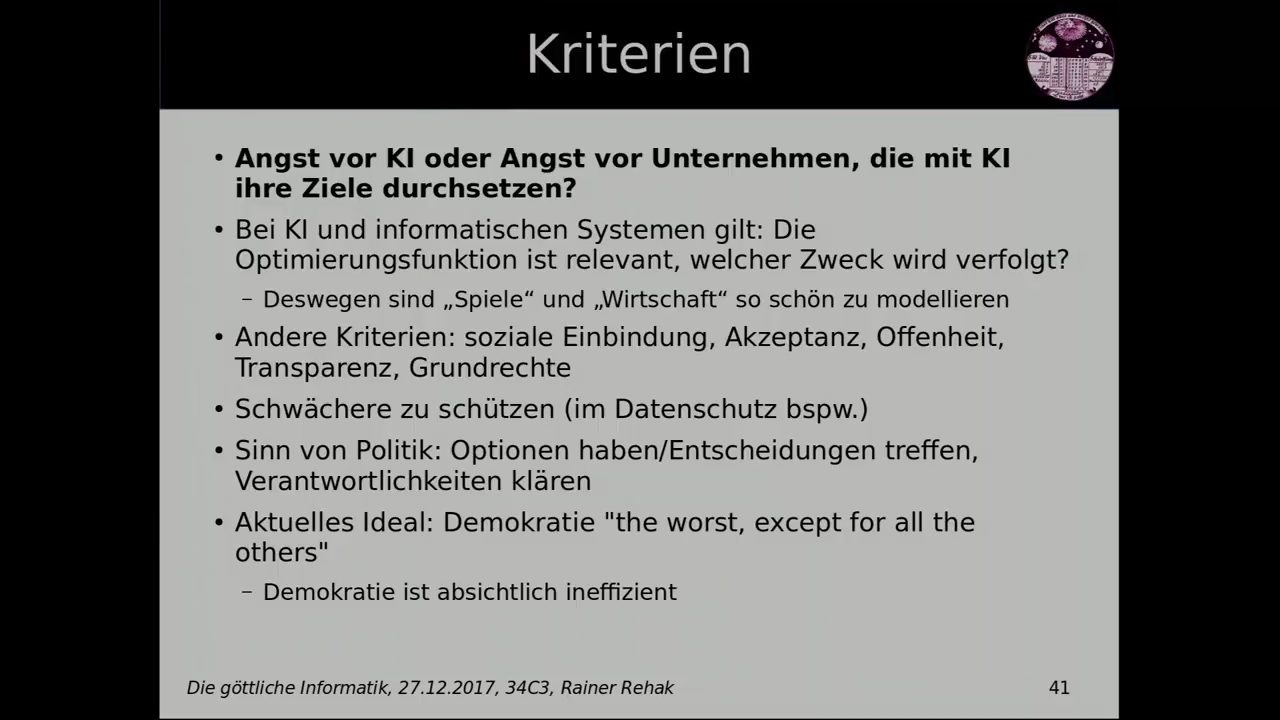 Kriterien
• Angst vor KI oder Angst vor Unternehmen, die mit KI
ihre Ziele durchsetzen?
• Bei KI und informatischen Systemen gilt: Die
Optimierungsfunktion ist relevant, welcher Zweck wird verfolgt?
– Deswegen sind „Spiele“ und „Wirtschaft“ so schön zu modellieren
• Andere Kriterien: soziale Einbindung, Akzeptanz, Offenheit,
Transparenz, Grundrechte
• Schwächere zu schützen (im Datenschutz bspw.)
• Sinn von Politik: Optionen haben/Entscheidungen treffen,
Verantwortlichkeiten klären
• Aktuelles Ideal: Demokratie "the worst, except for all the
others"
– Demokratie ist absichtlich ineffizient
Die göttliche Informatik, 27.12.2017, 34C3, Rainer Rehak
41